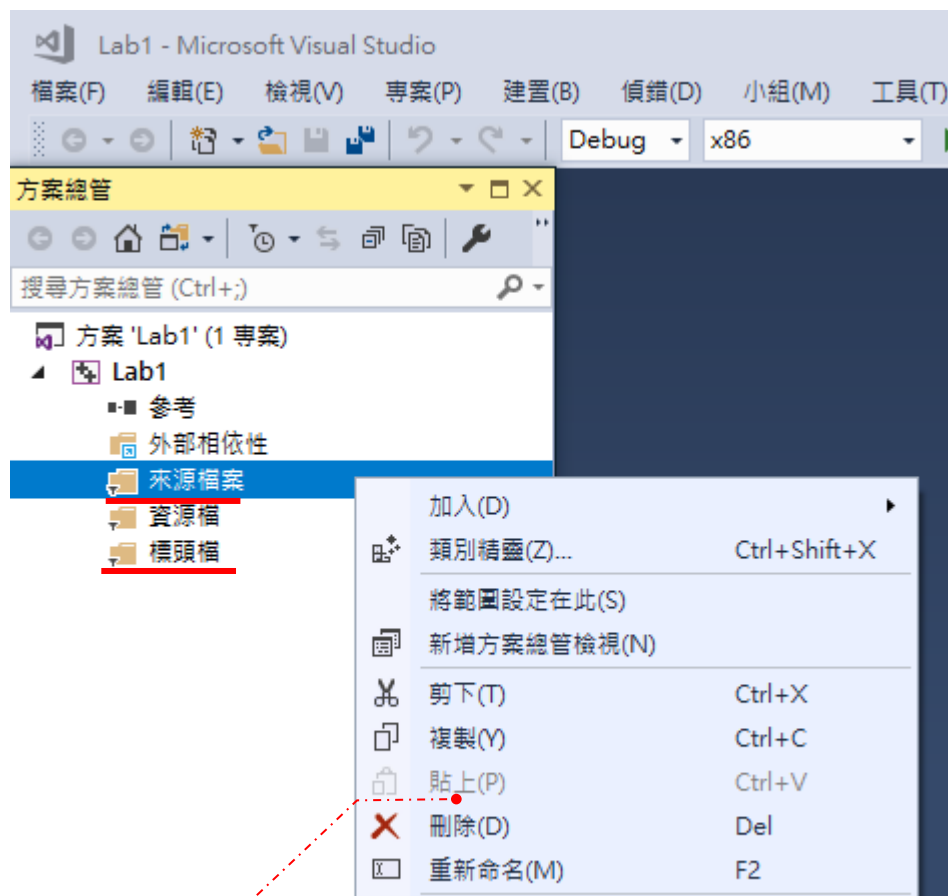 Lab1 - Microsoft Visual Studio
檔案(F) 編輯(E) 檢視(V) 專案(P) 建置(B) 偵錯(D) 小組(M) 工具(T)
Debug x86
方案總管
搜尋方案總管 (Ctrl+;)
方案 'Lab1' (1 專案)
Lab1
參考
外部相依性
來源檔案
資源檔
標頭檔
加入(D)
類別精靈(Z)... Ctrl+Shift+X
將範圍設定在此(S)
新增方案總管檢視(N)
剪下(T) Ctrl+X
複製(Y) Ctrl+C
貼上(P) Ctrl+V
刪除(D) Del
重新命名(M) F2